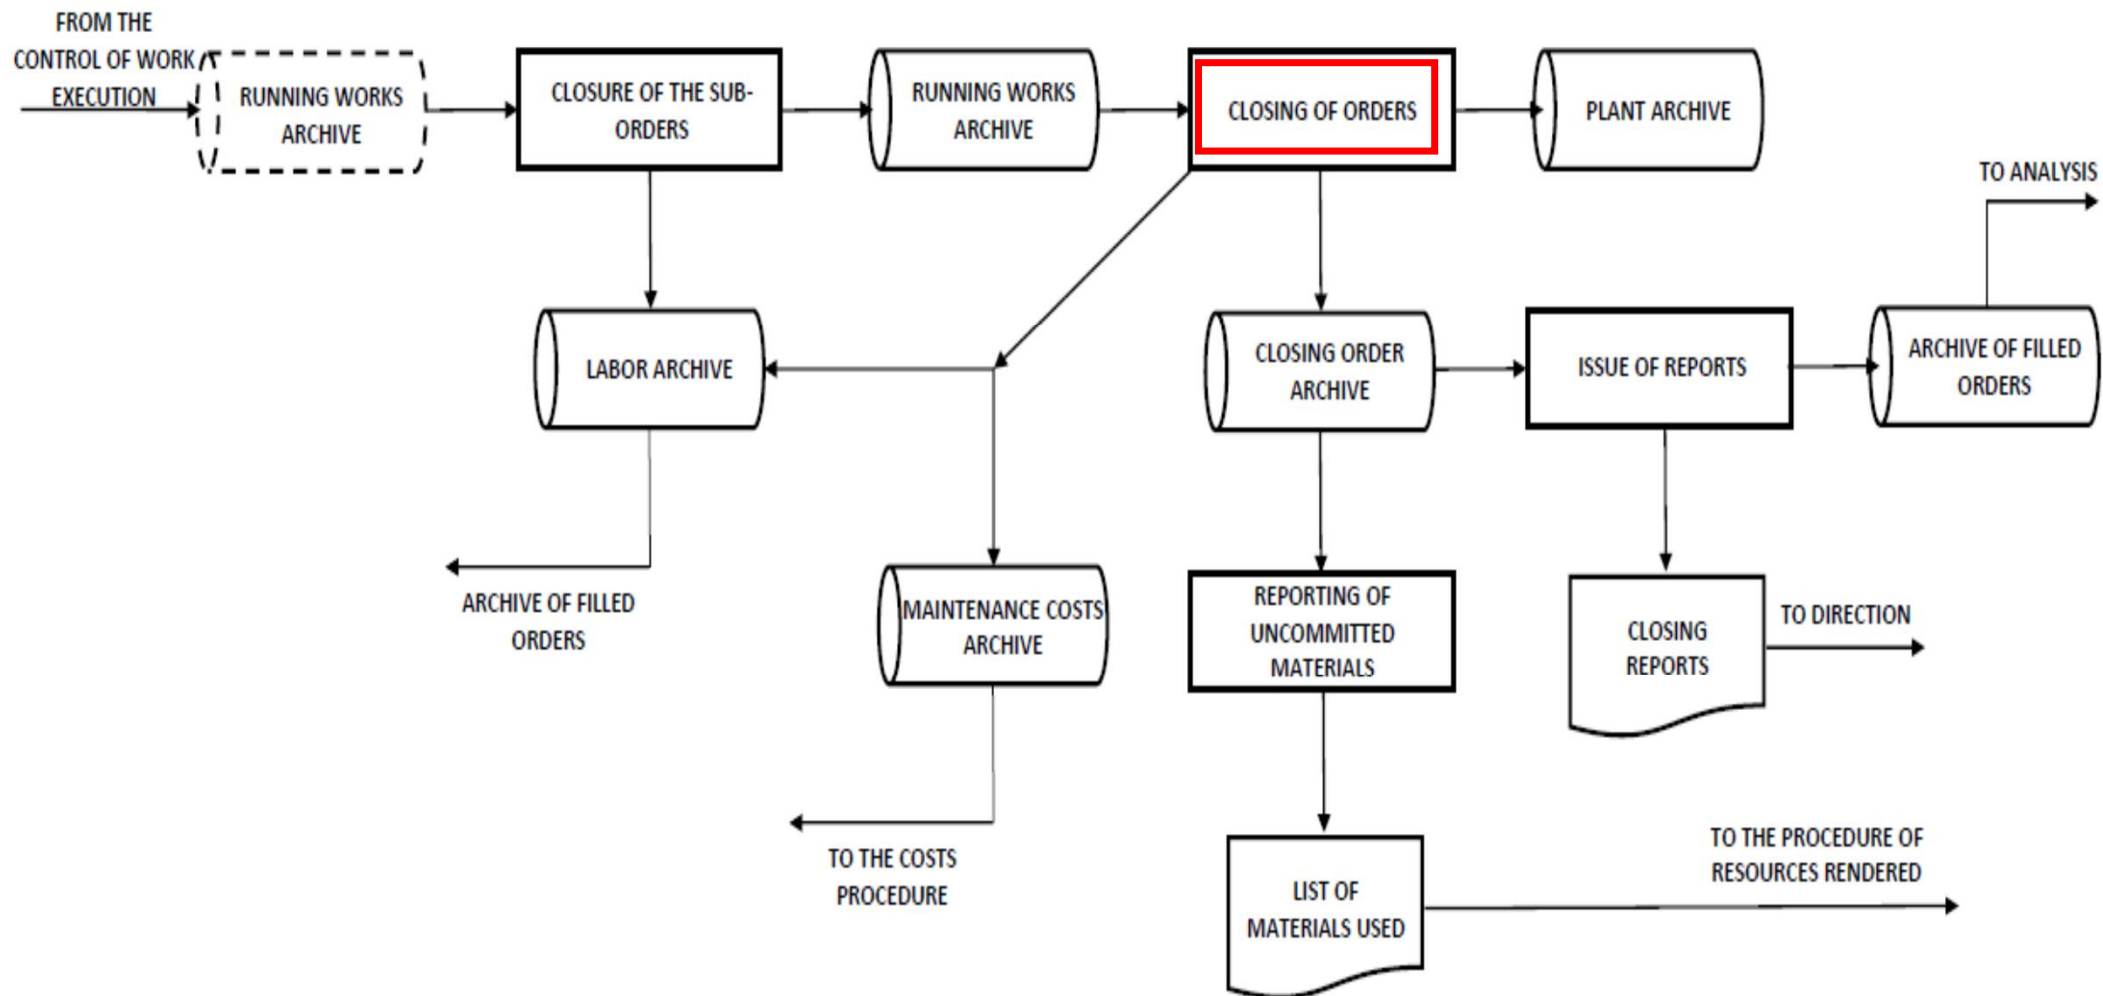 FROM THE
CONTROL OF WORK
EXECUTION
RUNNING WORKS
ARCHIVE
CLOSURE OF THE SUB-
ORDERS
RUNNING WORKS
ARCHIVE
CLOSING OF ORDERS
PLANT ARCHIVE
TO ANALYSIS
LABOR ARCHIVE
CLOSING ORDER
ARCHIVE
ISSUE OF REPORTS
ARCHIVE OF FILLED
ORDERS
ARCHIVE OF FILLED
ORDERS
MAINTENANCE COSTS
ARCHIVE
REPORTING OF
UNCOMMITTED
MATERIALS
CLOSING
REPORTS
TO DIRECTION
TO THE COSTS
PROCEDURE
LIST OF
MATERIALS USED
TO THE PROCEDURE OF
RESOURCES RENDERED